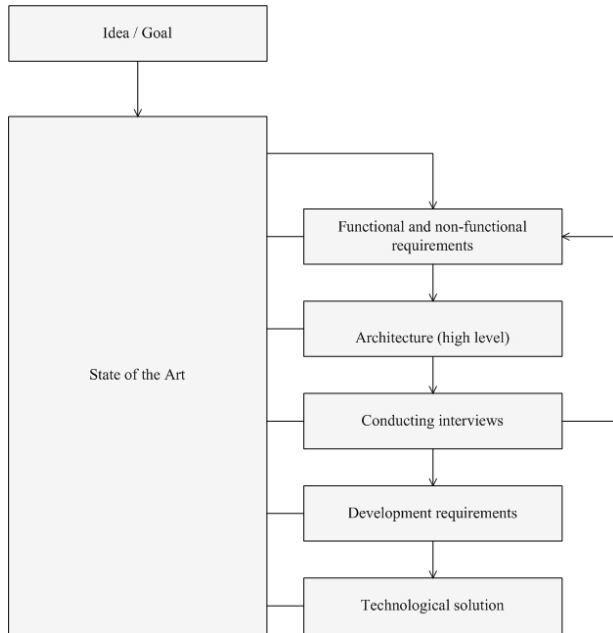 Idea / Goal
State of the Art
Functional and non-functional
requirements
Architecture (high level)
Conducting interviews
Development requirements
Technological solution